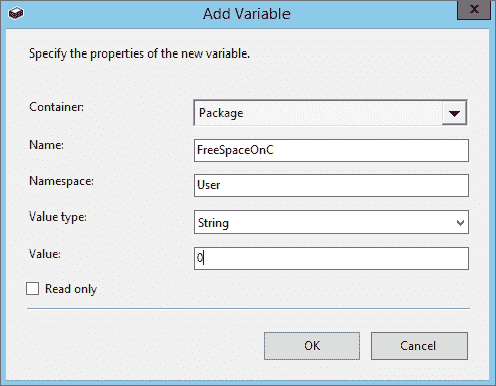 Add Variable
x
Specify the properties of the new variable.
Container:
Package
Name:
FreeSpaceOnC
Namespace:
User
Value type:
String
Value:
0
Read only
OK
Cancel